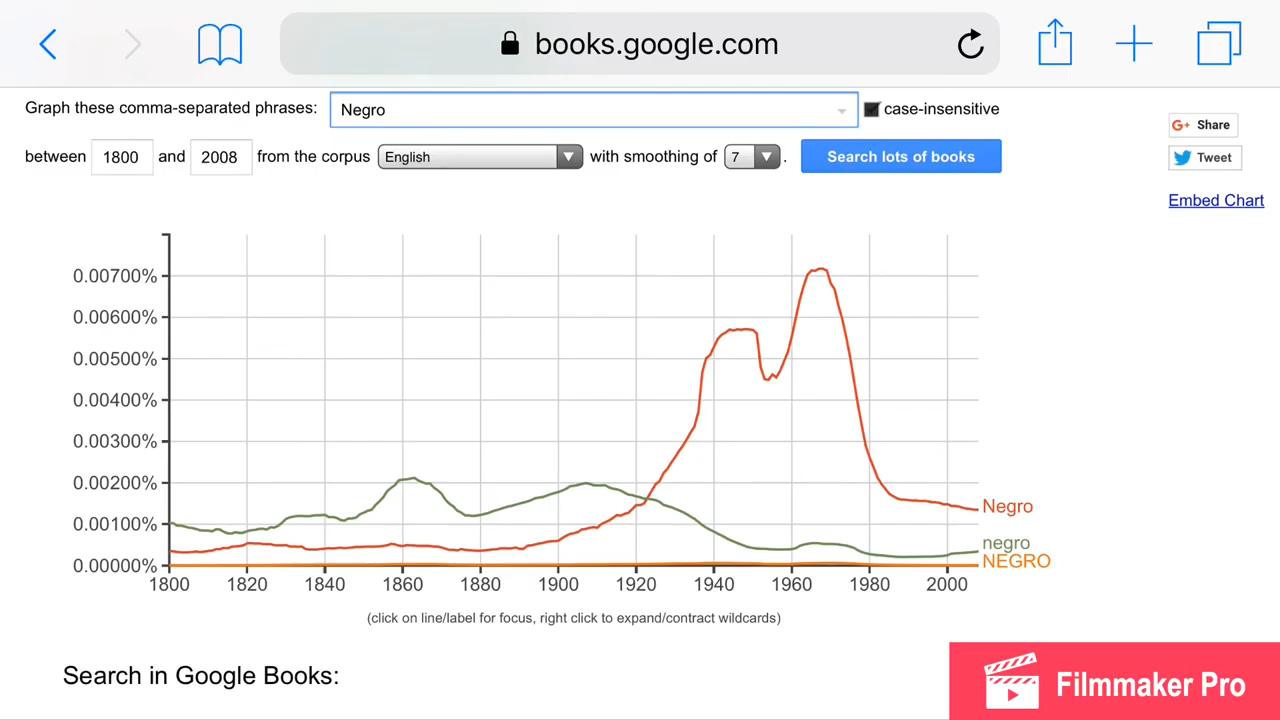 books.google.com
Graph these comma-separated phrases: Negro case-insensitive
between 1800 and 2008 from the corpus English with smoothing of 7 . Search lots of books
G+ Share
Tweet
Embed Chart
0.00700%
0.00600%
0.00500%
0.00400%
0.00300%
0.00200%
0.00100%
0.00000%
Negro
negro
NEGRO
1800 1820 1840 1860 1880 1900 1920 1940 1960 1980 2000
(click on line/label for focus, right click to expand/contract wildcards)
Search in Google Books:
Filmmaker Pro